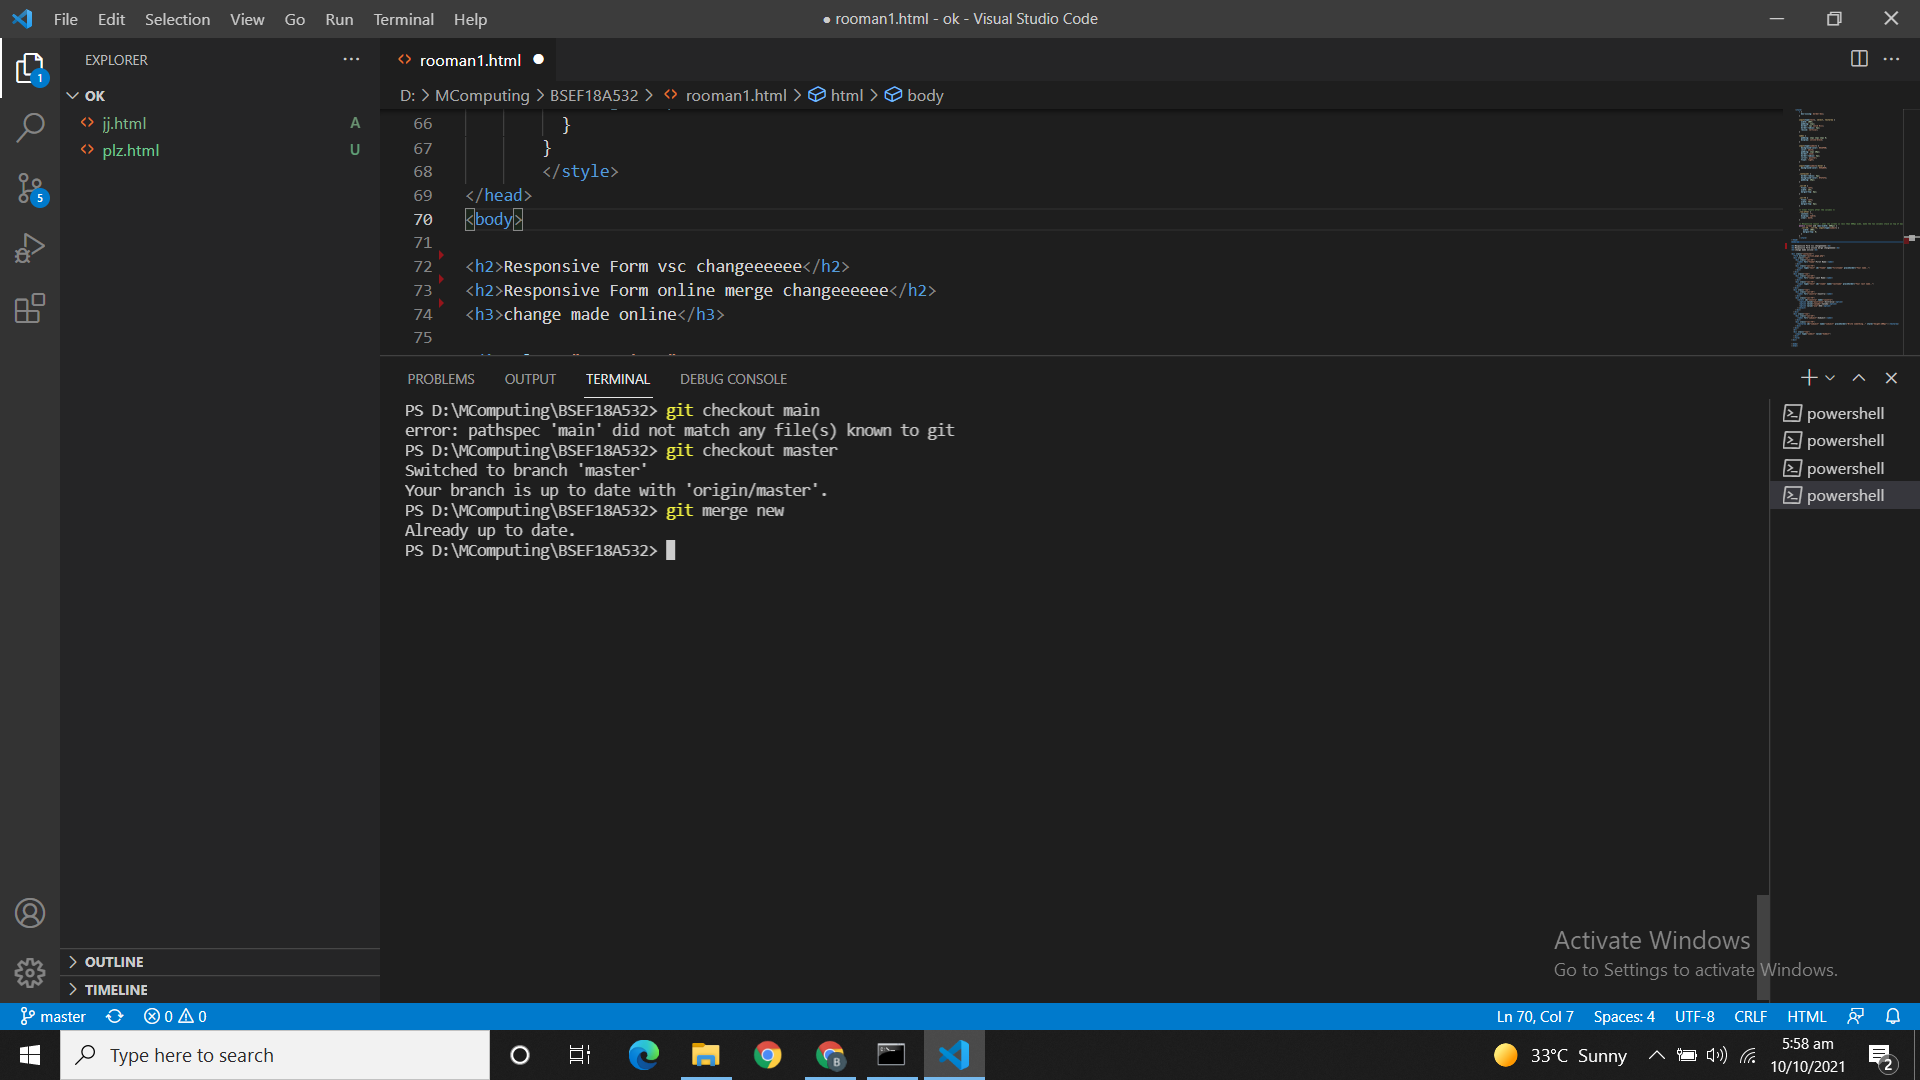 File Edit Selection View Go Run Terminal Help
● rooman1.html - ok - Visual Studio Code
EXPLORER
OK
jj.html A
plz.html U
1
5
rooman1.html
D: > MComputing > BSEF18A532 > rooman1.html > html > body
66 }
67 }
68 </style>
69 </head>
70 <body>
71
72 <h2>Responsive Form vsc changeeeeee</h2>
73 <h2>Responsive Form online merge changeeeeee</h2>
74 <h3>change made online</h3>
75
PROBLEMS OUTPUT TERMINAL DEBUG CONSOLE
PS D:\MComputing\BSEF18A532> git checkout main
error: pathspec 'main' did not match any file(s) known to git
PS D:\MComputing\BSEF18A532> git checkout master
Switched to branch 'master'
Your branch is up to date with 'origin/master'.
PS D:\MComputing\BSEF18A532> git merge new
Already up to date.
PS D:\MComputing\BSEF18A532>
powershell
powershell
powershell
powershell
Activate Windows
Go to Settings to activate Windows.
OUTLINE
TIMELINE
master 0 0
Ln 70, Col 7 Spaces: 4 UTF-8 CRLF HTML
Type here to search
33°C Sunny
5:58 am
10/10/2021
2